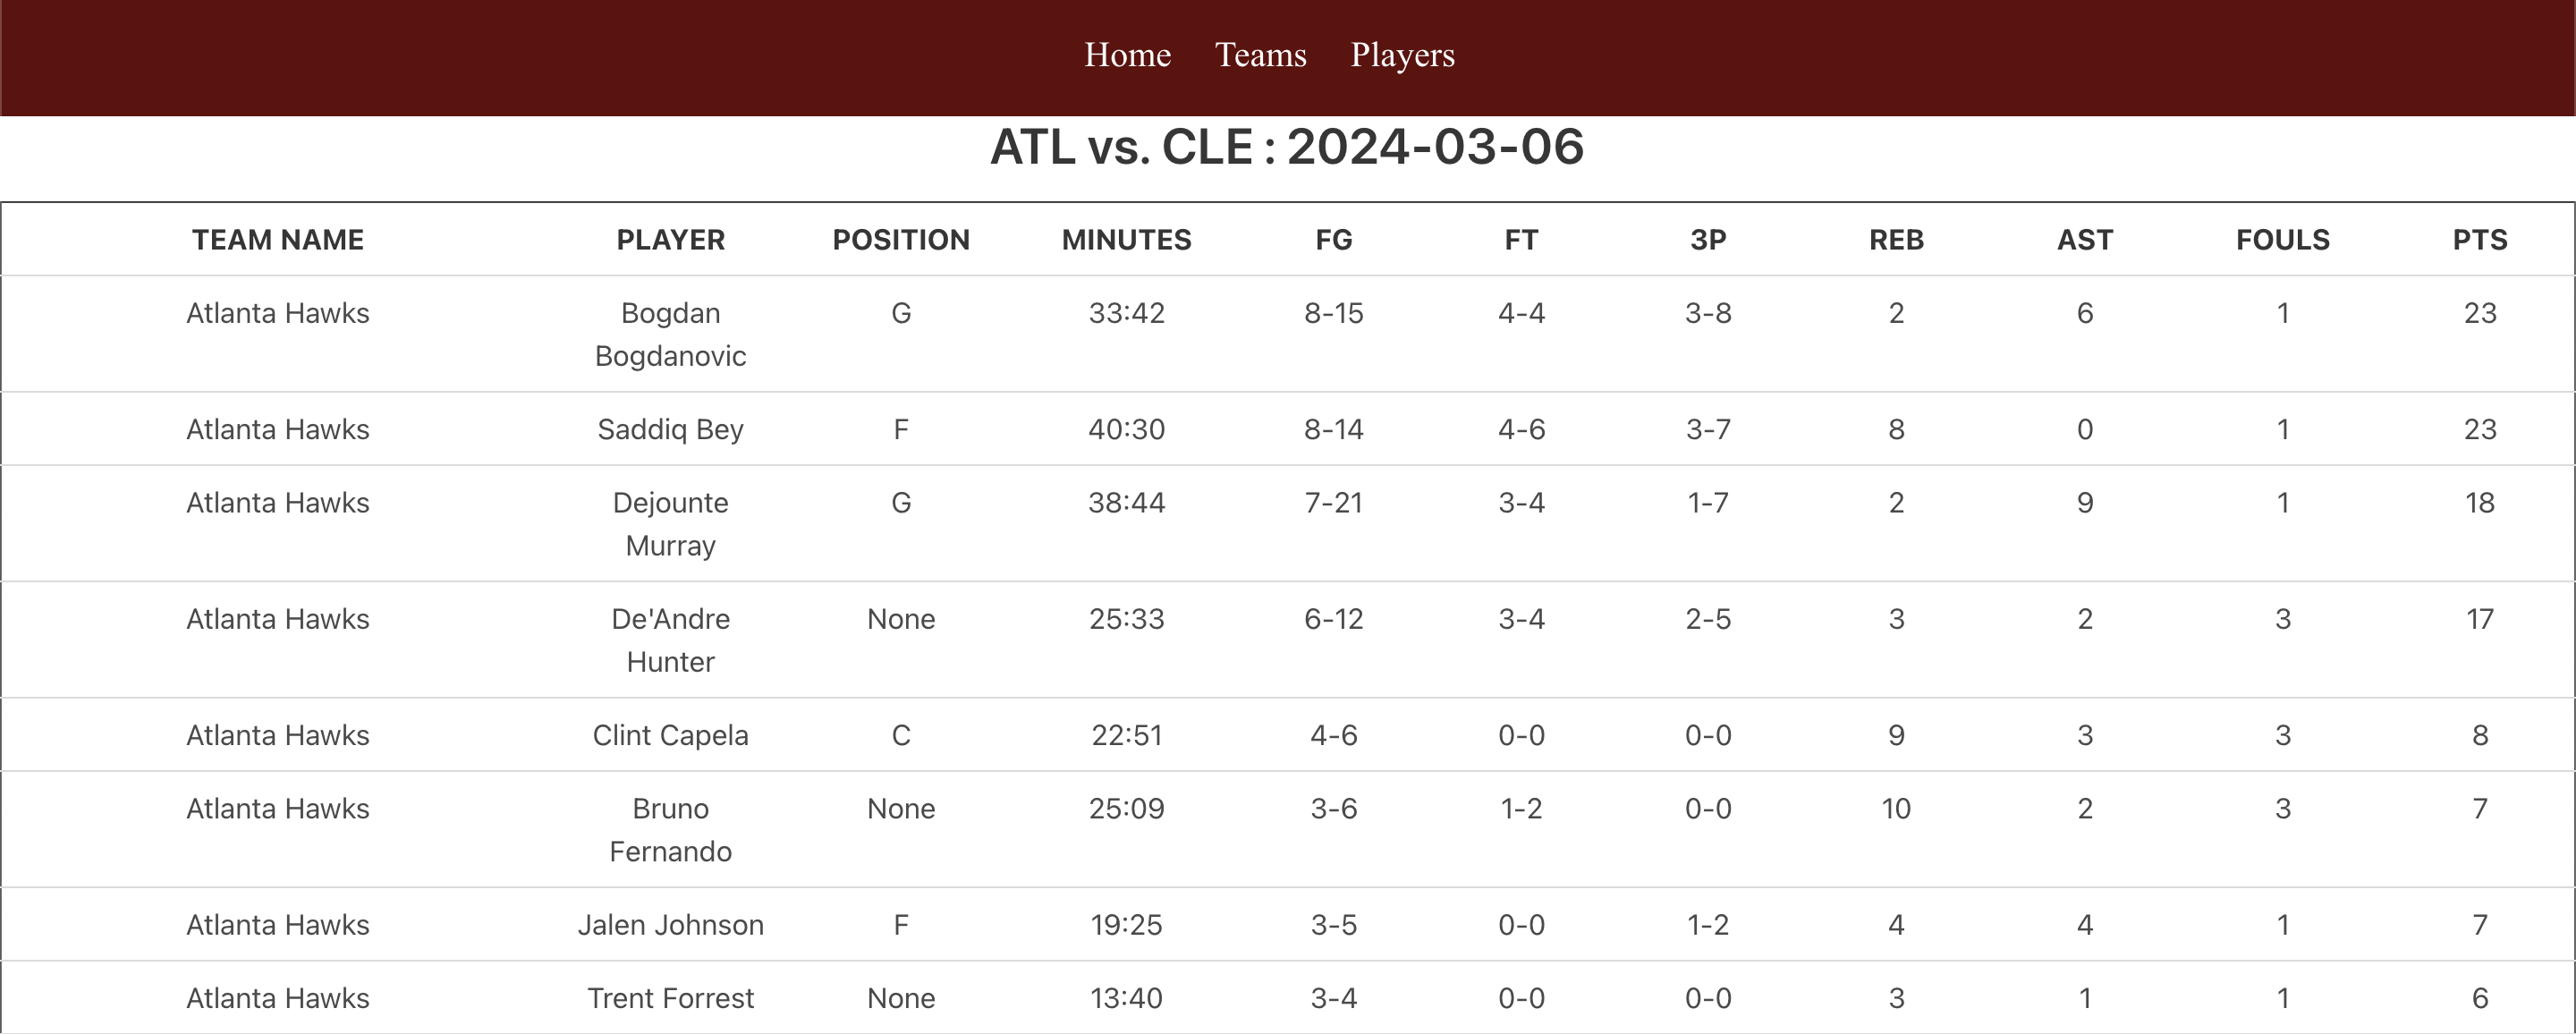 Home Teams Players
ATL vs. CLE : 2024-03-06
TEAM NAME PLAYER POSITION MINUTES FG FT 3P REB AST FOULS PTS
Atlanta Hawks Bogdan G 33:42 8-15 4-4 3-8 2 6 1 23
Bogdanovic
Atlanta Hawks Saddiq Bey F 40:30 8-14 4-6 3-7 8 0 1 23
Atlanta Hawks Dejounte G 38:44 7-21 3-4 1-7 2 9 1 18
Murray
Atlanta Hawks De'Andre None 25:33 6-12 3-4 2-5 3 2 3 17
Hunter
Atlanta Hawks Clint Capela C 22:51 4-6 0-0 0-0 9 3 3 8
Atlanta Hawks Bruno None 25:09 3-6 1-2 0-0 10 2 3 7
Fernando
Atlanta Hawks Jalen Johnson F 19:25 3-5 0-0 1-2 4 4 1 7
Atlanta Hawks Trent Forrest None 13:40 3-4 0-0 0-0 3 1 1 6